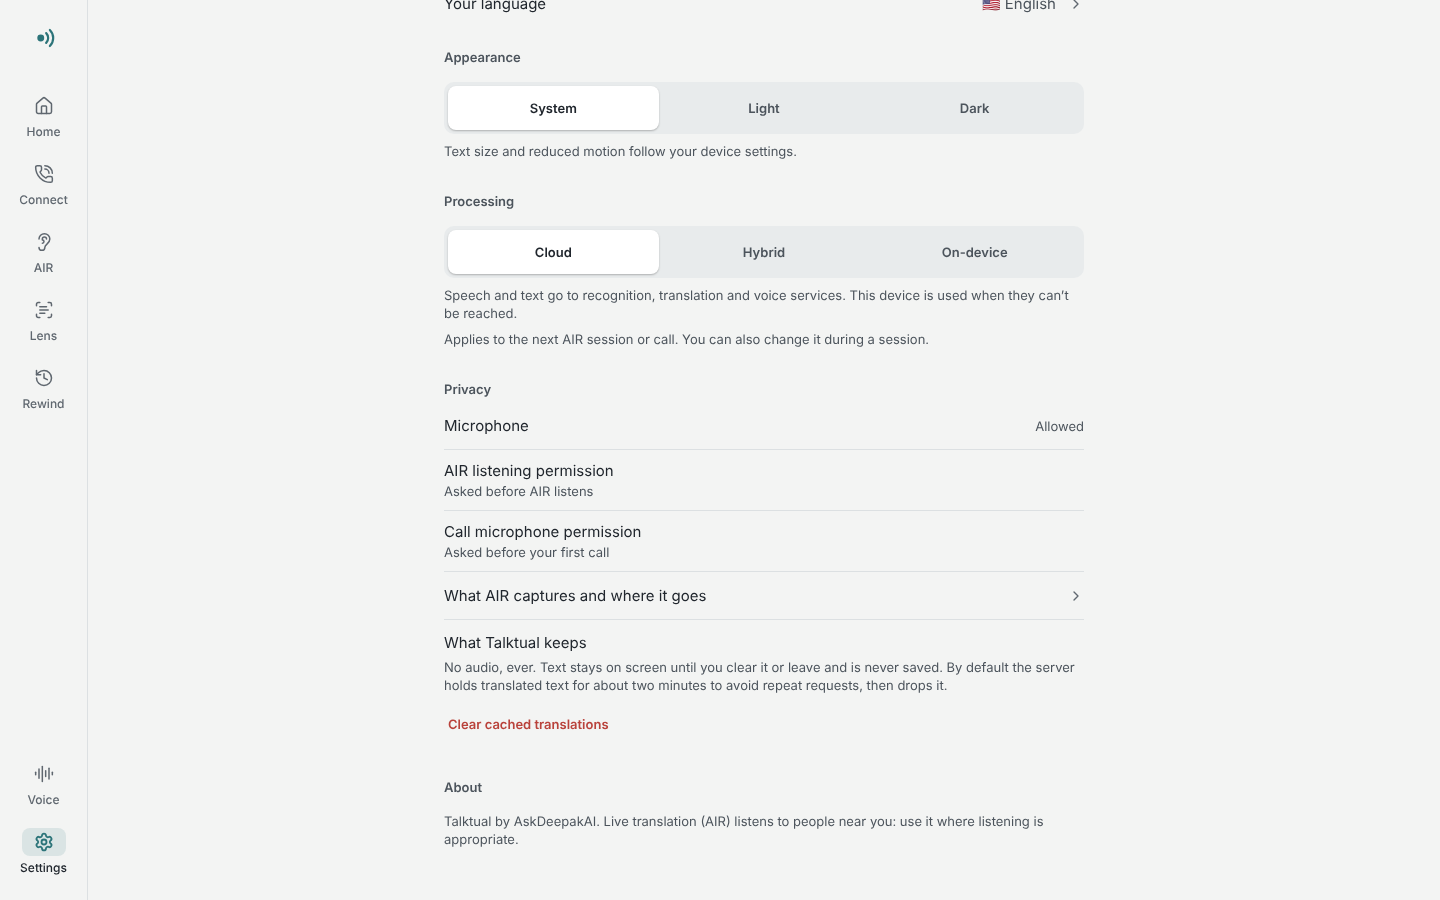 Your language
🇺🇸 English
Home
Connect
AIR
Lens
Rewind
Voice
Settings
Appearance
System
Light
Dark
Text size and reduced motion follow your device settings.
Processing
Cloud
Hybrid
On-device
Speech and text go to recognition, translation and voice services. This device is used when they can’t
be reached.
Applies to the next AIR session or call. You can also change it during a session.
Privacy
Microphone
Allowed
AIR listening permission
Asked before AIR listens
Call microphone permission
Asked before your first call
What AIR captures and where it goes
What Talktual keeps
No audio, ever. Text stays on screen until you clear it or leave and is never saved. By default the server
holds translated text for about two minutes to avoid repeat requests, then drops it.
Clear cached translations
About
Talktual by AskDeepakAI. Live translation (AIR) listens to people near you: use it where listening is
appropriate.